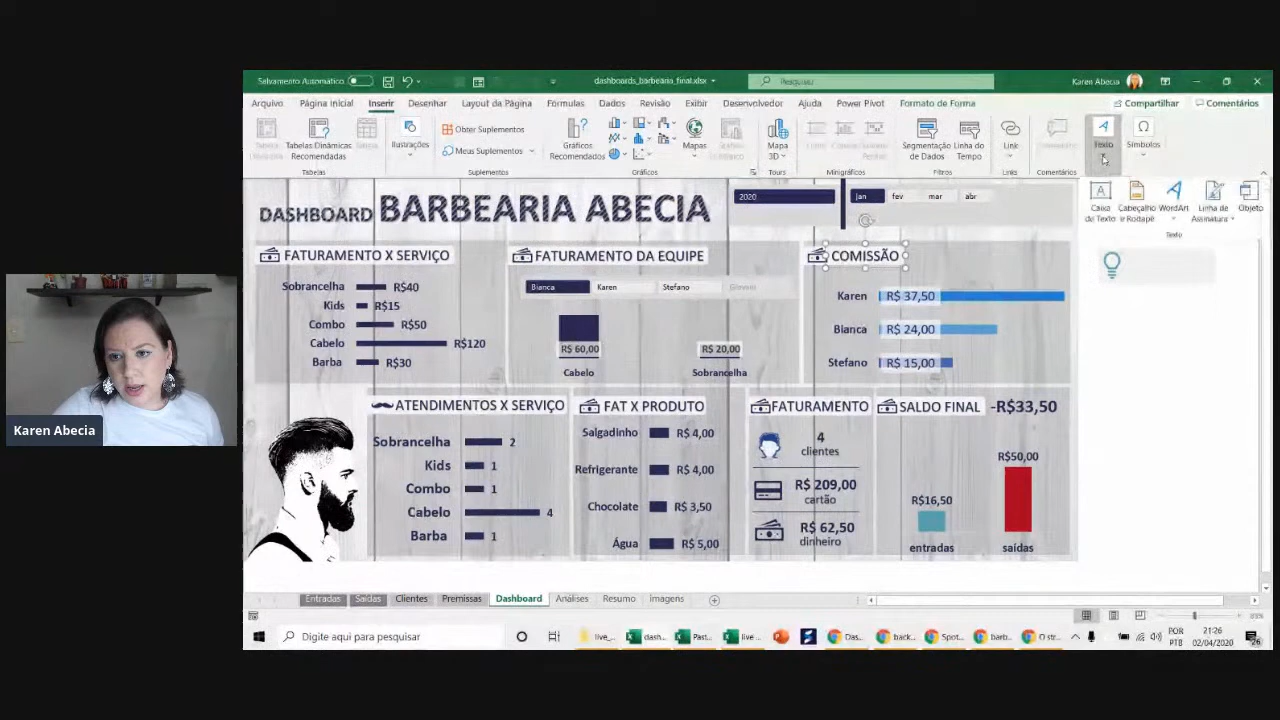 Salvamento Automático
dashboards_barbearia_final.xlsx
Pesquisar
Karen Abecia
Arquivo
Página Inicial
Inserir
Desenhar
Layout da Página
Fórmulas
Dados
Revisão
Exibir
Desenvolvedor
Ajuda
Power Pivot
Formato de Forma
Compartilhar
Comentários
Tabelas Dinâmicas
Recomendadas
Tabelas
Ilustrações
Obter Suplementos
Meus Suplementos
Suplementos
Gráficos
Recomendados
Mapas
Gráficos
Mapa
3D
Tours
Minigráficos
Segmentação
de Dados
Linha do
Tempo
Filtros
Link
Links
Comentários
Texto
Símbolos
Caixa
de Texto
Cabeçalho
e Rodapé
WordArt
Linha de
Assinatura
Objeto
Texto
DASHBOARD BARBEARIA ABECIA
2020
Jan
fev
mar
abr
FATURAMENTO X SERVIÇO
Sobrancelha R$40
Kids R$15
Combo R$50
Cabelo R$120
Barba R$30
FATURAMENTO DA EQUIPE
Bianca
Karen
Stefano
R$ 60,00
R$ 20,00
Cabelo
Sobrancelha
COMISSÃO
Karen R$ 37,50
Bianca R$ 24,00
Stefano R$ 15,00
ATENDIMENTOS X SERVIÇO
Sobrancelha 2
Kids 1
Combo 1
Cabelo 4
Barba 1
FAT X PRODUTO
Salgadinho R$ 4,00
Refrigerante R$ 4,00
Chocolate R$ 3,50
Água R$ 5,00
FATURAMENTO
4
clientes
R$ 209,00
cartão
R$ 62,50
dinheiro
SALDO FINAL -R$33,50
R$16,50
R$50,00
entradas
saídas
Karen Abecia
Entradas
Saídas
Clientes
Premissas
Dashboard
Análises
Resumo
Imagens
Digite aqui para pesquisar
live_...
dash...
Past...
live ...
Das...
back...
Spot...
barb...
O str...
POR
PTB
21:26
02/04/2020